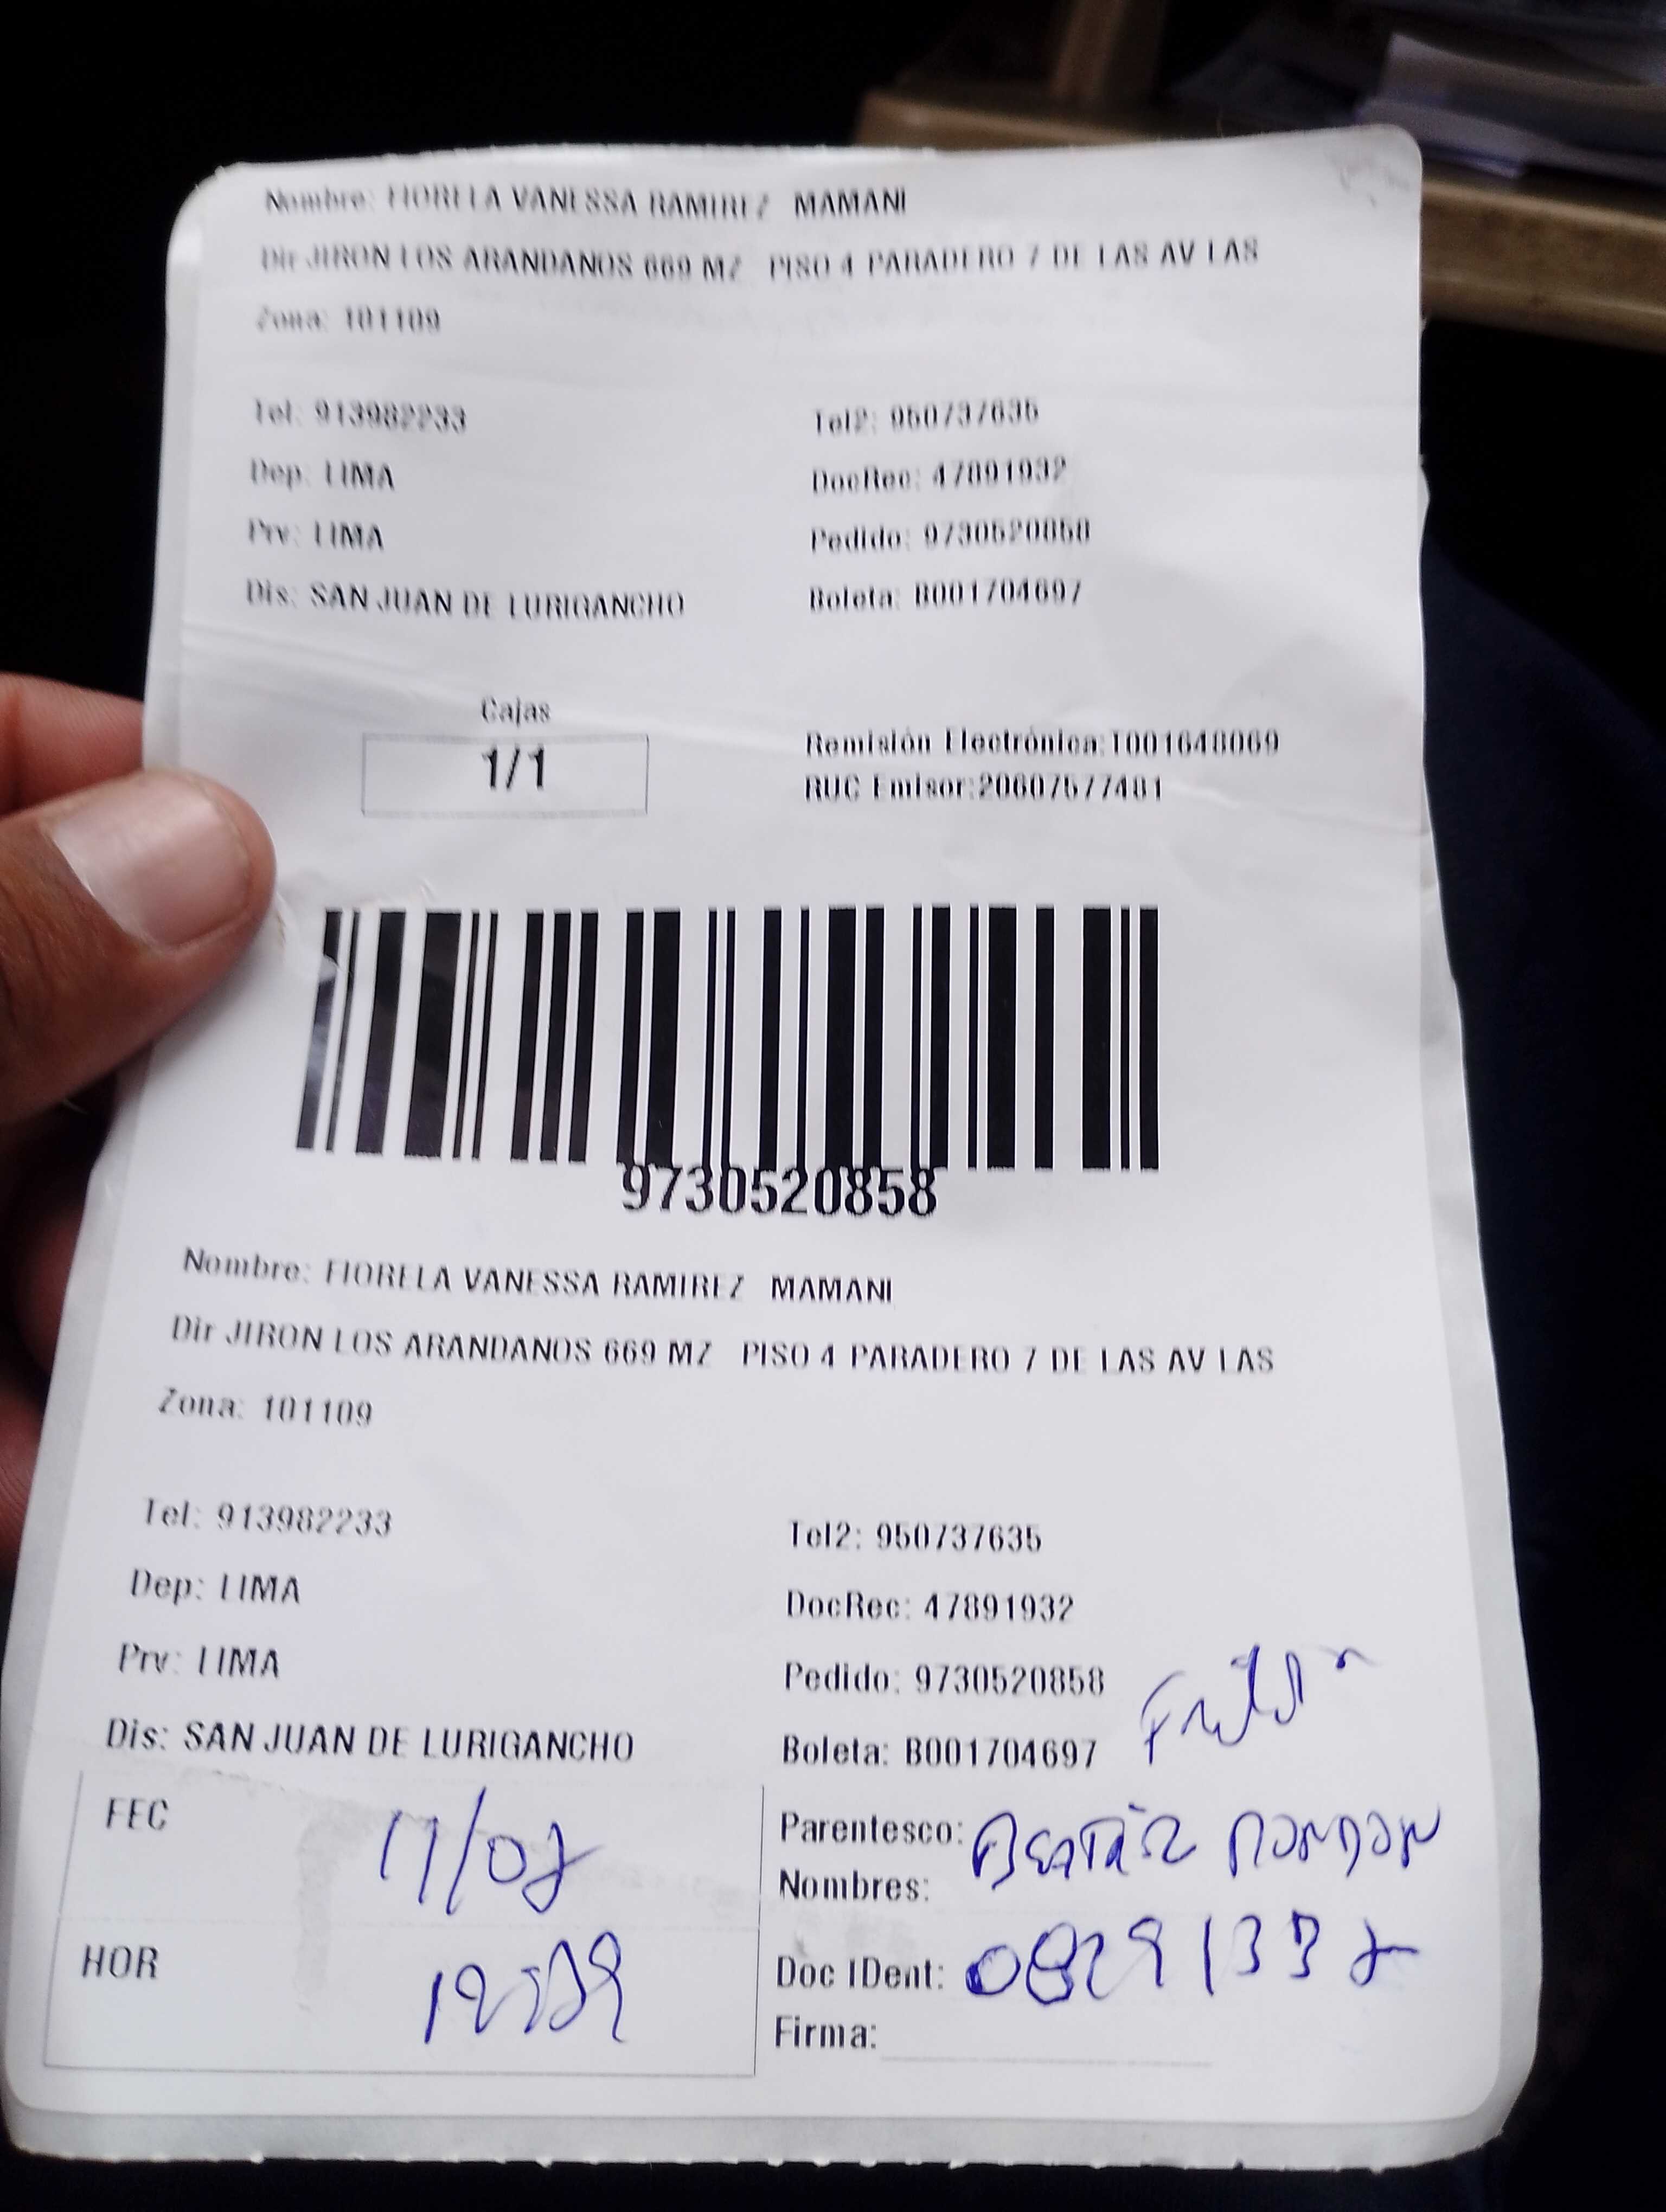 Nombre: FIORELA VANESSA RAMIREZ MAMANI
Dir JIRON LOS ARANDANOS 669 MZ PISO 4 PARADERO 7 DE LAS AV LAS
Zona: 101109
Tel: 913982233 Tel2: 950737635
Dep: LIMA DocRec: 47891932
Prv: LIMA Pedido: 9730520858
Dis: SAN JUAN DE LURIGANCHO Boleta: B001704697
Cajas
1/1
Remisión Electrónica:T001648069
RUC Emisor:20607577481
9730520858
Nombre: FIORELA VANESSA RAMIREZ MAMANI
Dir JIRON LOS ARANDANOS 669 MZ PISO 4 PARADERO 7 DE LAS AV LAS
Zona: 101109
Tel: 913982233 Tel2: 950737635
Dep: LIMA DocRec: 47891932
Prv: LIMA Pedido: 9730520858
Dis: SAN JUAN DE LURIGANCHO Boleta: B001704697
FEC
Parentesco:
Nombres:
HOR
Doc IDent:
Firma: